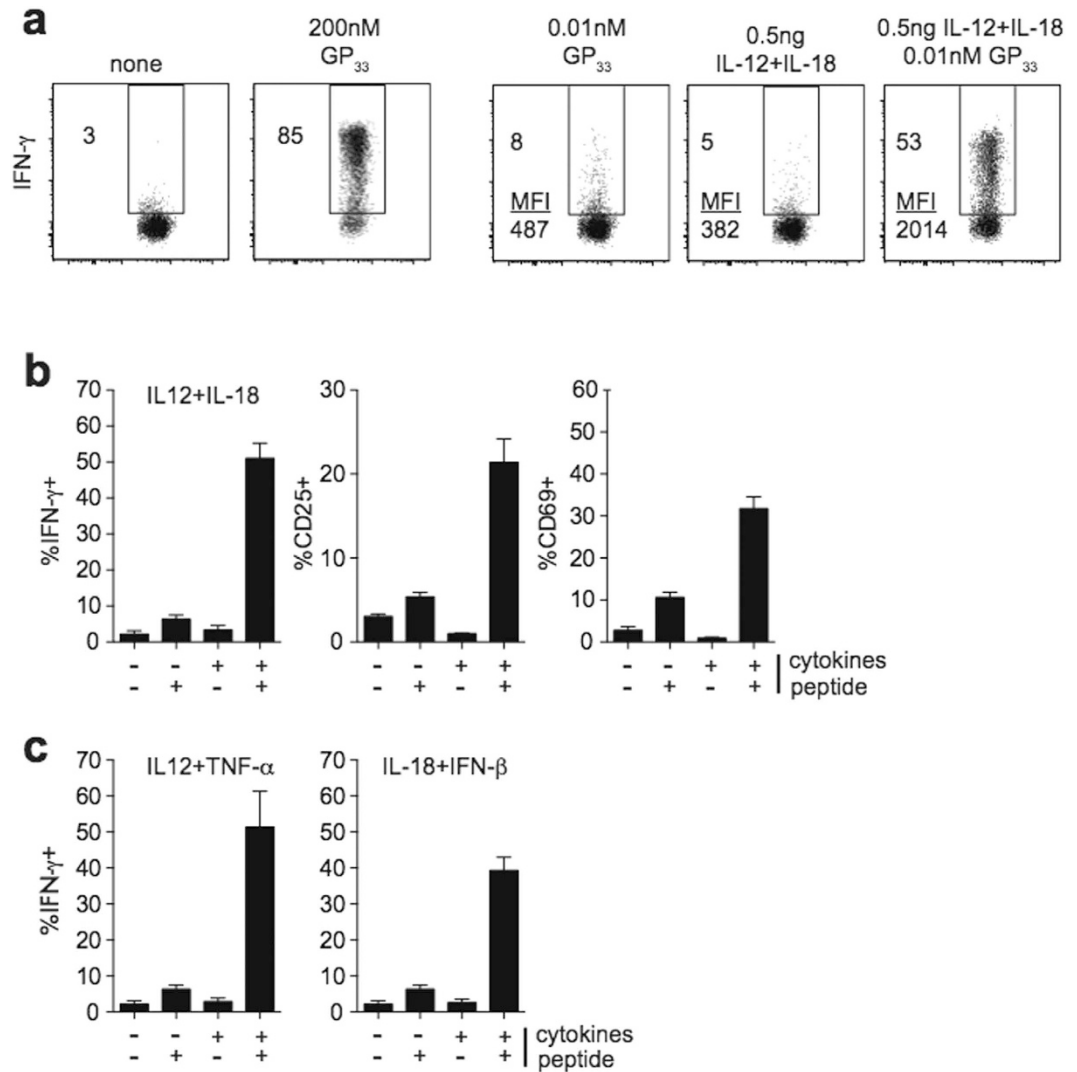 a
none
200nM
GP33
0.01nM
GP33
0.5ng
IL-12+IL-18
0.5ng IL-12+IL-18
0.01nM GP33
IFN-γ
3
85
8
MFI
487
5
MFI
382
53
MFI
2014
b
IL12+IL-18
%IFN-γ+
70
60
50
40
30
20
10
0
%CD25+
30
20
10
0
%CD69+
60
50
40
30
20
10
0
- - + + - - + + - - + + cytokines
- + - + - + - + - + - + peptide
c
IL12+TNF-α
%IFN-γ+
70
60
50
40
30
20
10
0
IL-18+IFN-β
70
60
50
40
30
20
10
0
- - + + - - + + cytokines
- + - + - + - + peptide